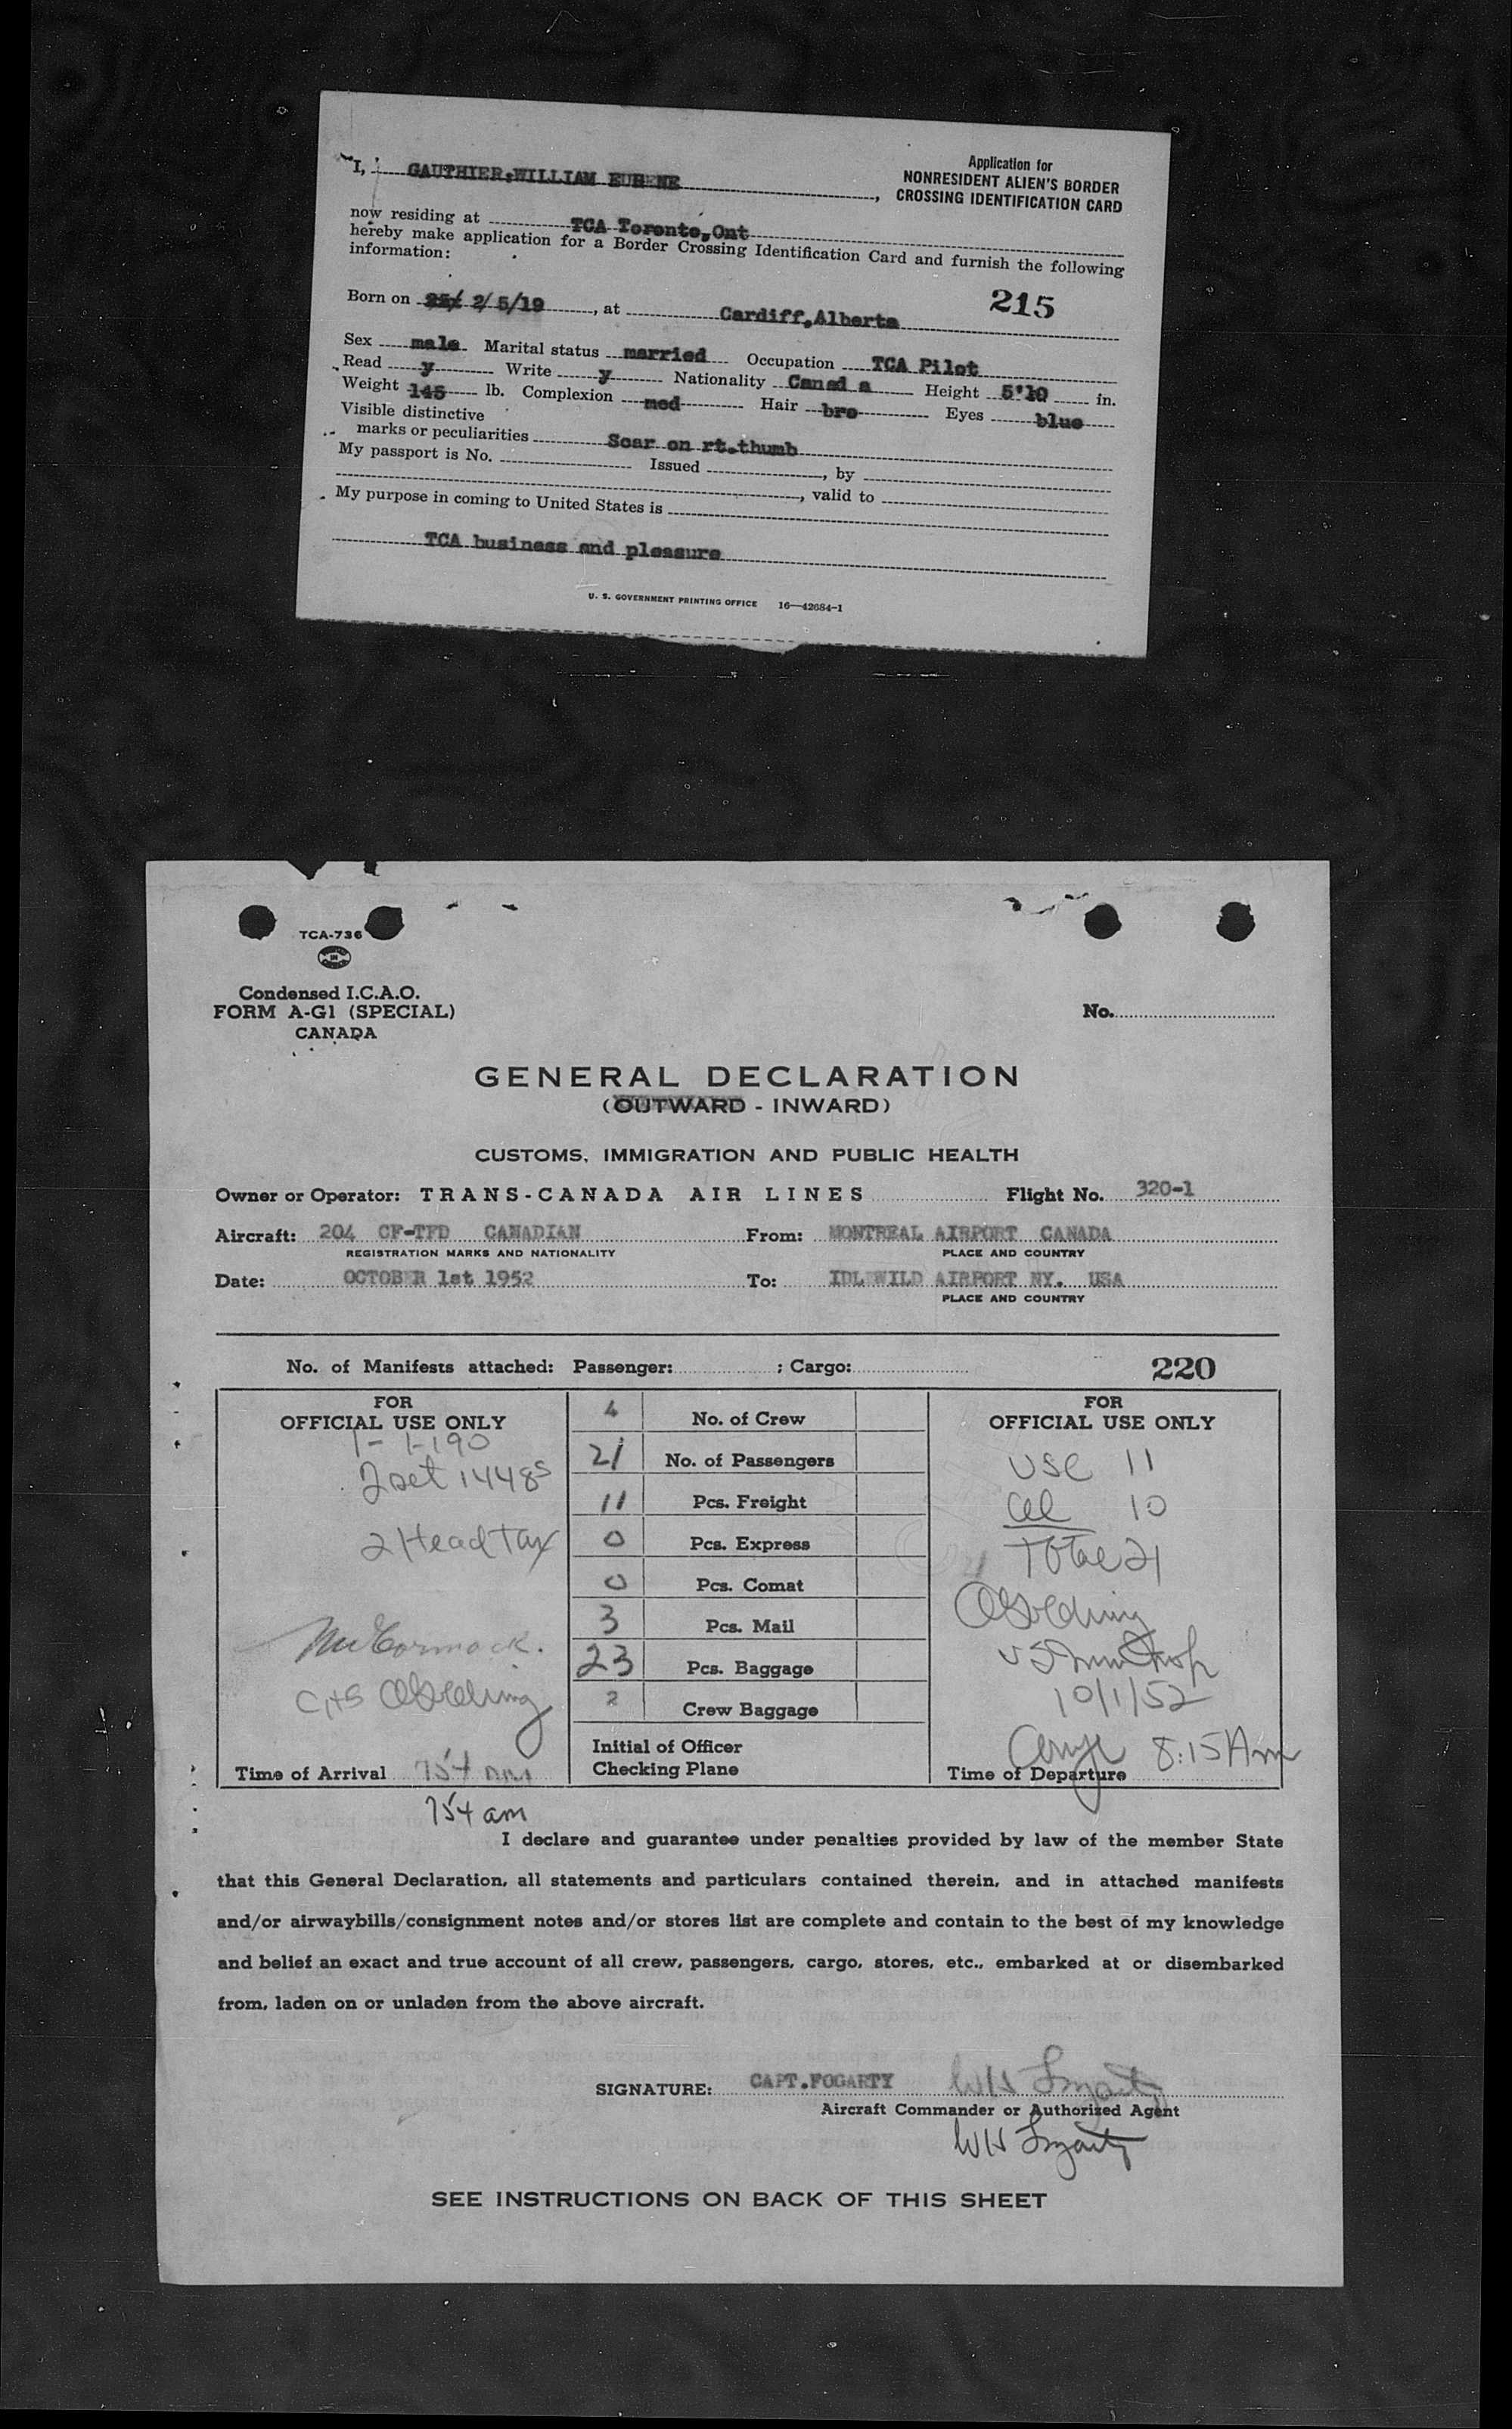 Application for
NONRESIDENT ALIEN'S BORDER
CROSSING IDENTIFICATION CARD
I, GAUTHIER,WILLIAM EUGENE,
now residing at TCA Toronto,Ont
hereby make application for a Border Crossing Identification Card and furnish the following
information:
215
Born on 2/5/19, at Cardiff,Alberta
Sex male Marital status married Occupation TCA Pilot
Read y Write y Nationality Canad a Height 5'10 in.
Weight 145 lb. Complexion med Hair bro Eyes blue
Visible distinctive
marks or peculiarities Scar on rt.thumb
My passport is No. Issued , by
, valid to
My purpose in coming to United States is
TCA business and pleasure
U. S. GOVERNMENT PRINTING OFFICE 16—42684-1
TCA-736
Condensed I.C.A.O.
FORM A-G1 (SPECIAL)
CANADA
No.
GENERAL DECLARATION
(OUTWARD - INWARD)
CUSTOMS, IMMIGRATION AND PUBLIC HEALTH
Owner or Operator: TRANS-CANADA AIR LINES Flight No. 320-1
Aircraft: 204 CF-TFD CANADIAN From: MONTREAL AIRPORT CANADA
REGISTRATION MARKS AND NATIONALITY PLACE AND COUNTRY
Date: OCTOBER 1st 1952 To: IDLEWILD AIRPORT NY. USA
PLACE AND COUNTRY
No. of Manifests attached: Passenger: ; Cargo: 220
FOR
OFFICIAL USE ONLY
1- I-190
2 set I448s
2 Head Tax
McCormack.
Time of Arrival 754 am
754 am
4 No. of Crew
21 No. of Passengers
11 Pcs. Freight
0 Pcs. Express
0 Pcs. Comat
3 Pcs. Mail
23 Pcs. Baggage
2 Crew Baggage
Initial of Officer
Checking Plane
FOR
OFFICIAL USE ONLY
USC 11
al 10
Total 21
10/1/52
8:15 Am
Time of Departure
I declare and guarantee under penalties provided by law of the member State
that this General Declaration, all statements and particulars contained therein, and in attached manifests
and/or airwaybills/consignment notes and/or stores list are complete and contain to the best of my knowledge
and belief an exact and true account of all crew, passengers, cargo, stores, etc., embarked at or disembarked
from, laden on or unladen from the above aircraft.
SIGNATURE: CAPT.FOGARTY WH Fogarty
Aircraft Commander or Authorized Agent
WH Fogarty
SEE INSTRUCTIONS ON BACK OF THIS SHEET